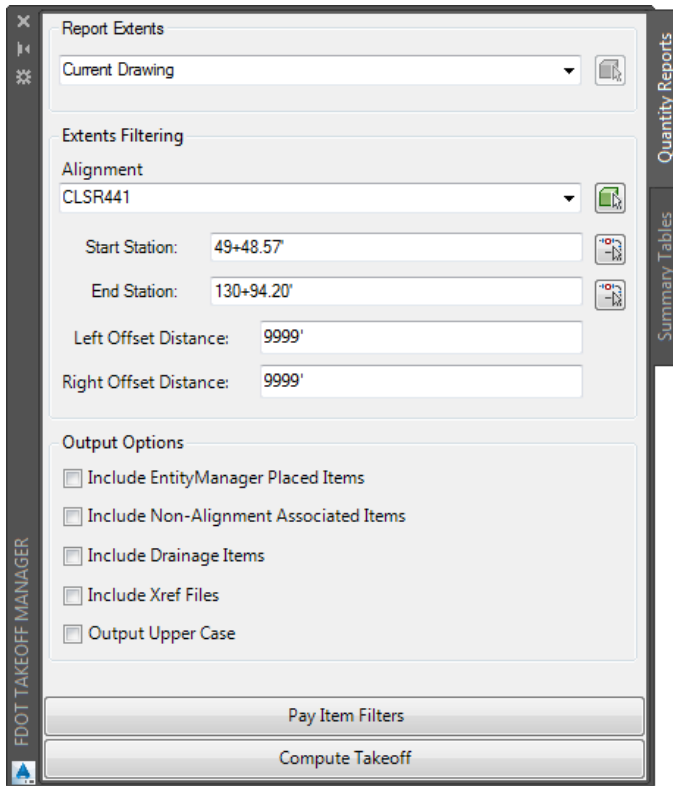 Report Extents
Current Drawing
Extents Filtering
Alignment
CLSR441
Start Station: 49+48.57'
End Station: 130+94.20'
Left Offset Distance: 9999'
Right Offset Distance: 9999'
Output Options
Include EntityManager Placed Items
Include Non-Alignment Associated Items
Include Drainage Items
Include Xref Files
Output Upper Case
Pay Item Filters
Compute Takeoff
Quantity Reports
Summary Tables
FDOT TAKEOFF MANAGER